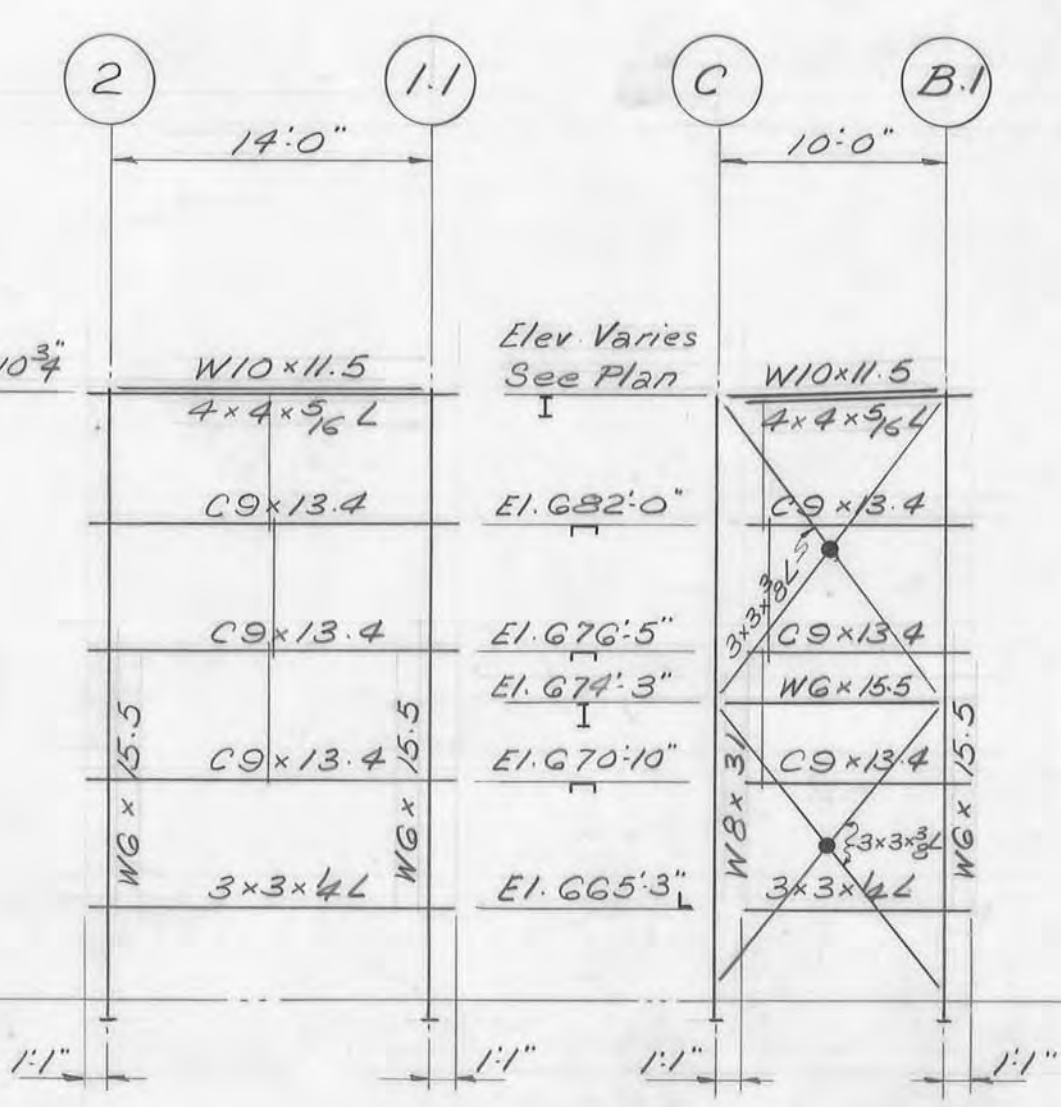 2
1.1
C
B.1
14'-0"
10'-0"
10 3/4"
W10×11.5
Elev. Varies
See Plan
W10×11.5
4×4×5/16 L
4×4×5/16 L
C9×13.4
El. 682'-0"
C9×13.4
3×3×3/8 L
C9×13.4
El. 676'-5"
C9×13.4
El. 674'-3"
W6×15.5
C9×13.4
El. 670'-10"
C9×13.4
W6×15.5
W6×15.5
W8×31
W6×15.5
3×3×3/8 L
3×3×1/4 L
El. 665'-3"
3×3×1/4 L
1'-1"
1'-1"
1'-1"
1'-1"